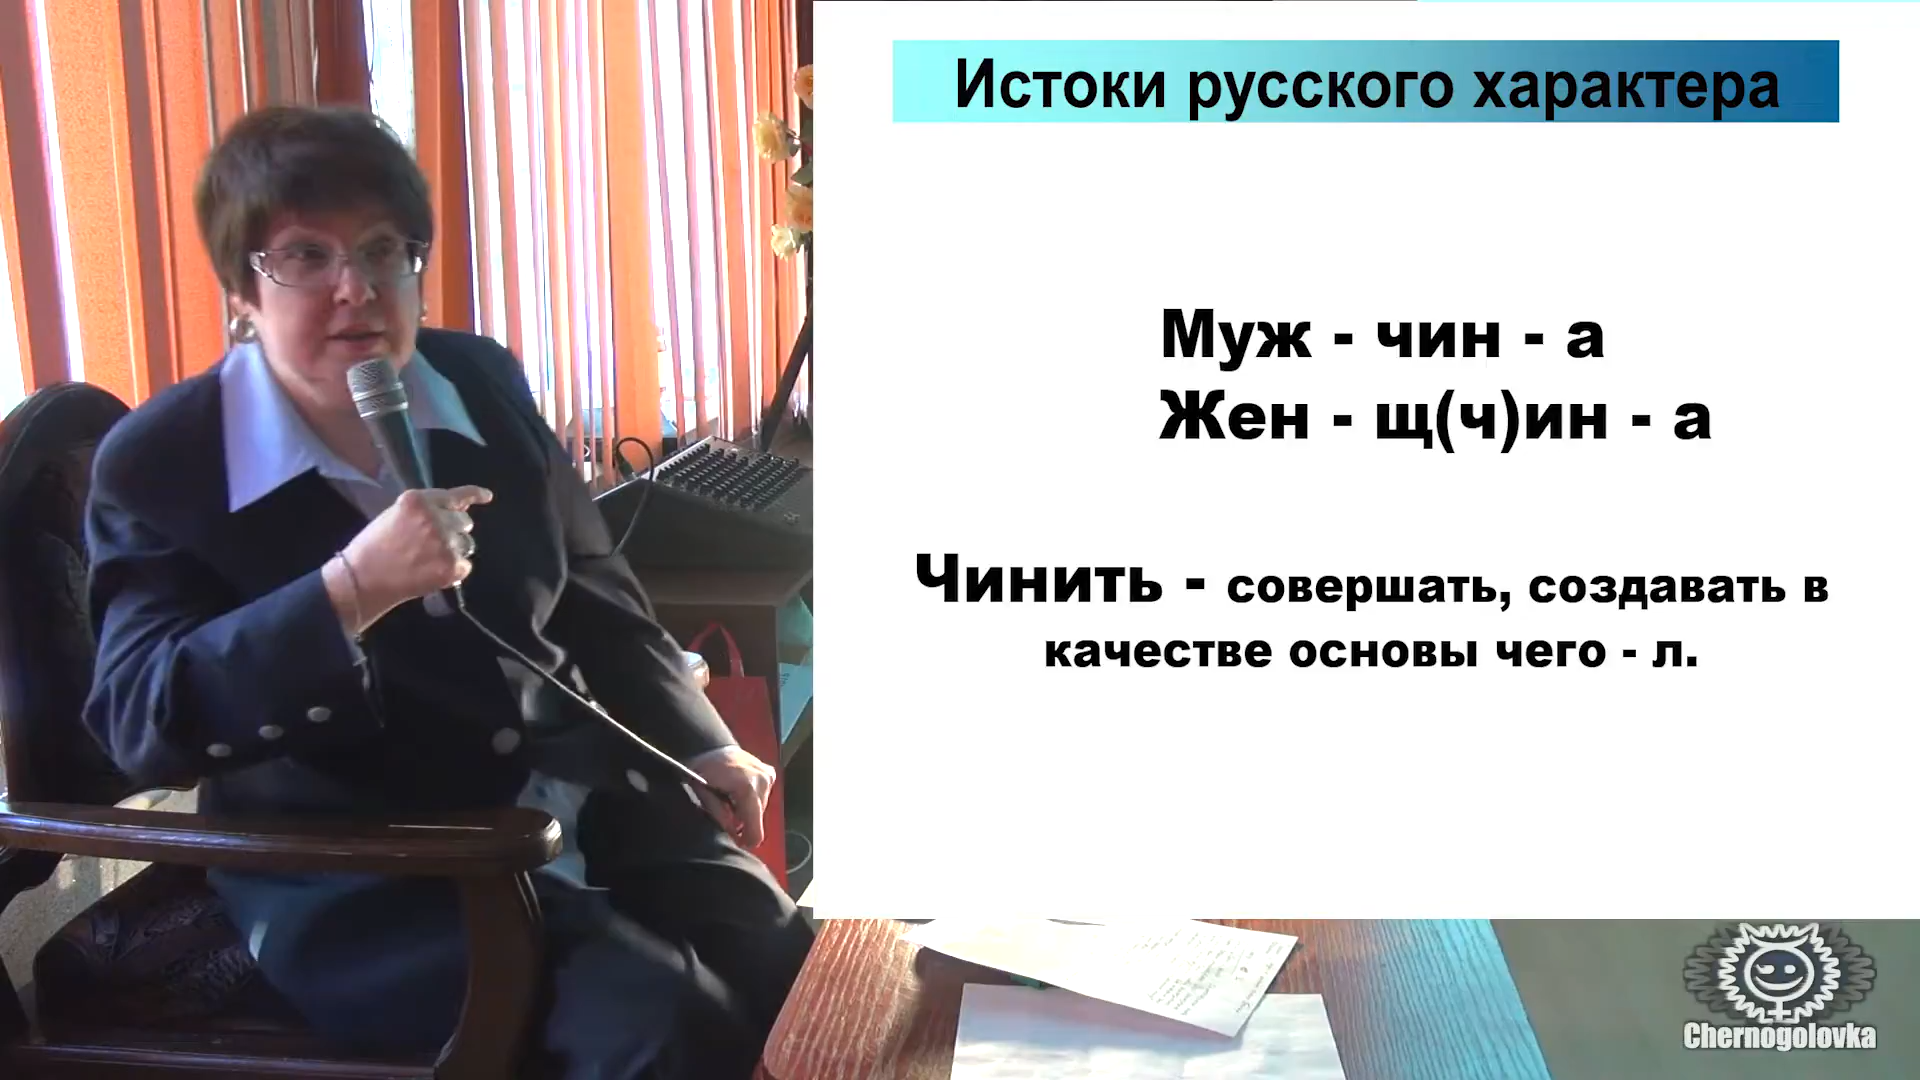 Истоки русского характера
Муж - чин - а
Жен - щ(ч)ин - а
Чинить - совершать, создавать в
качестве основы чего - л.
Chernogolovka